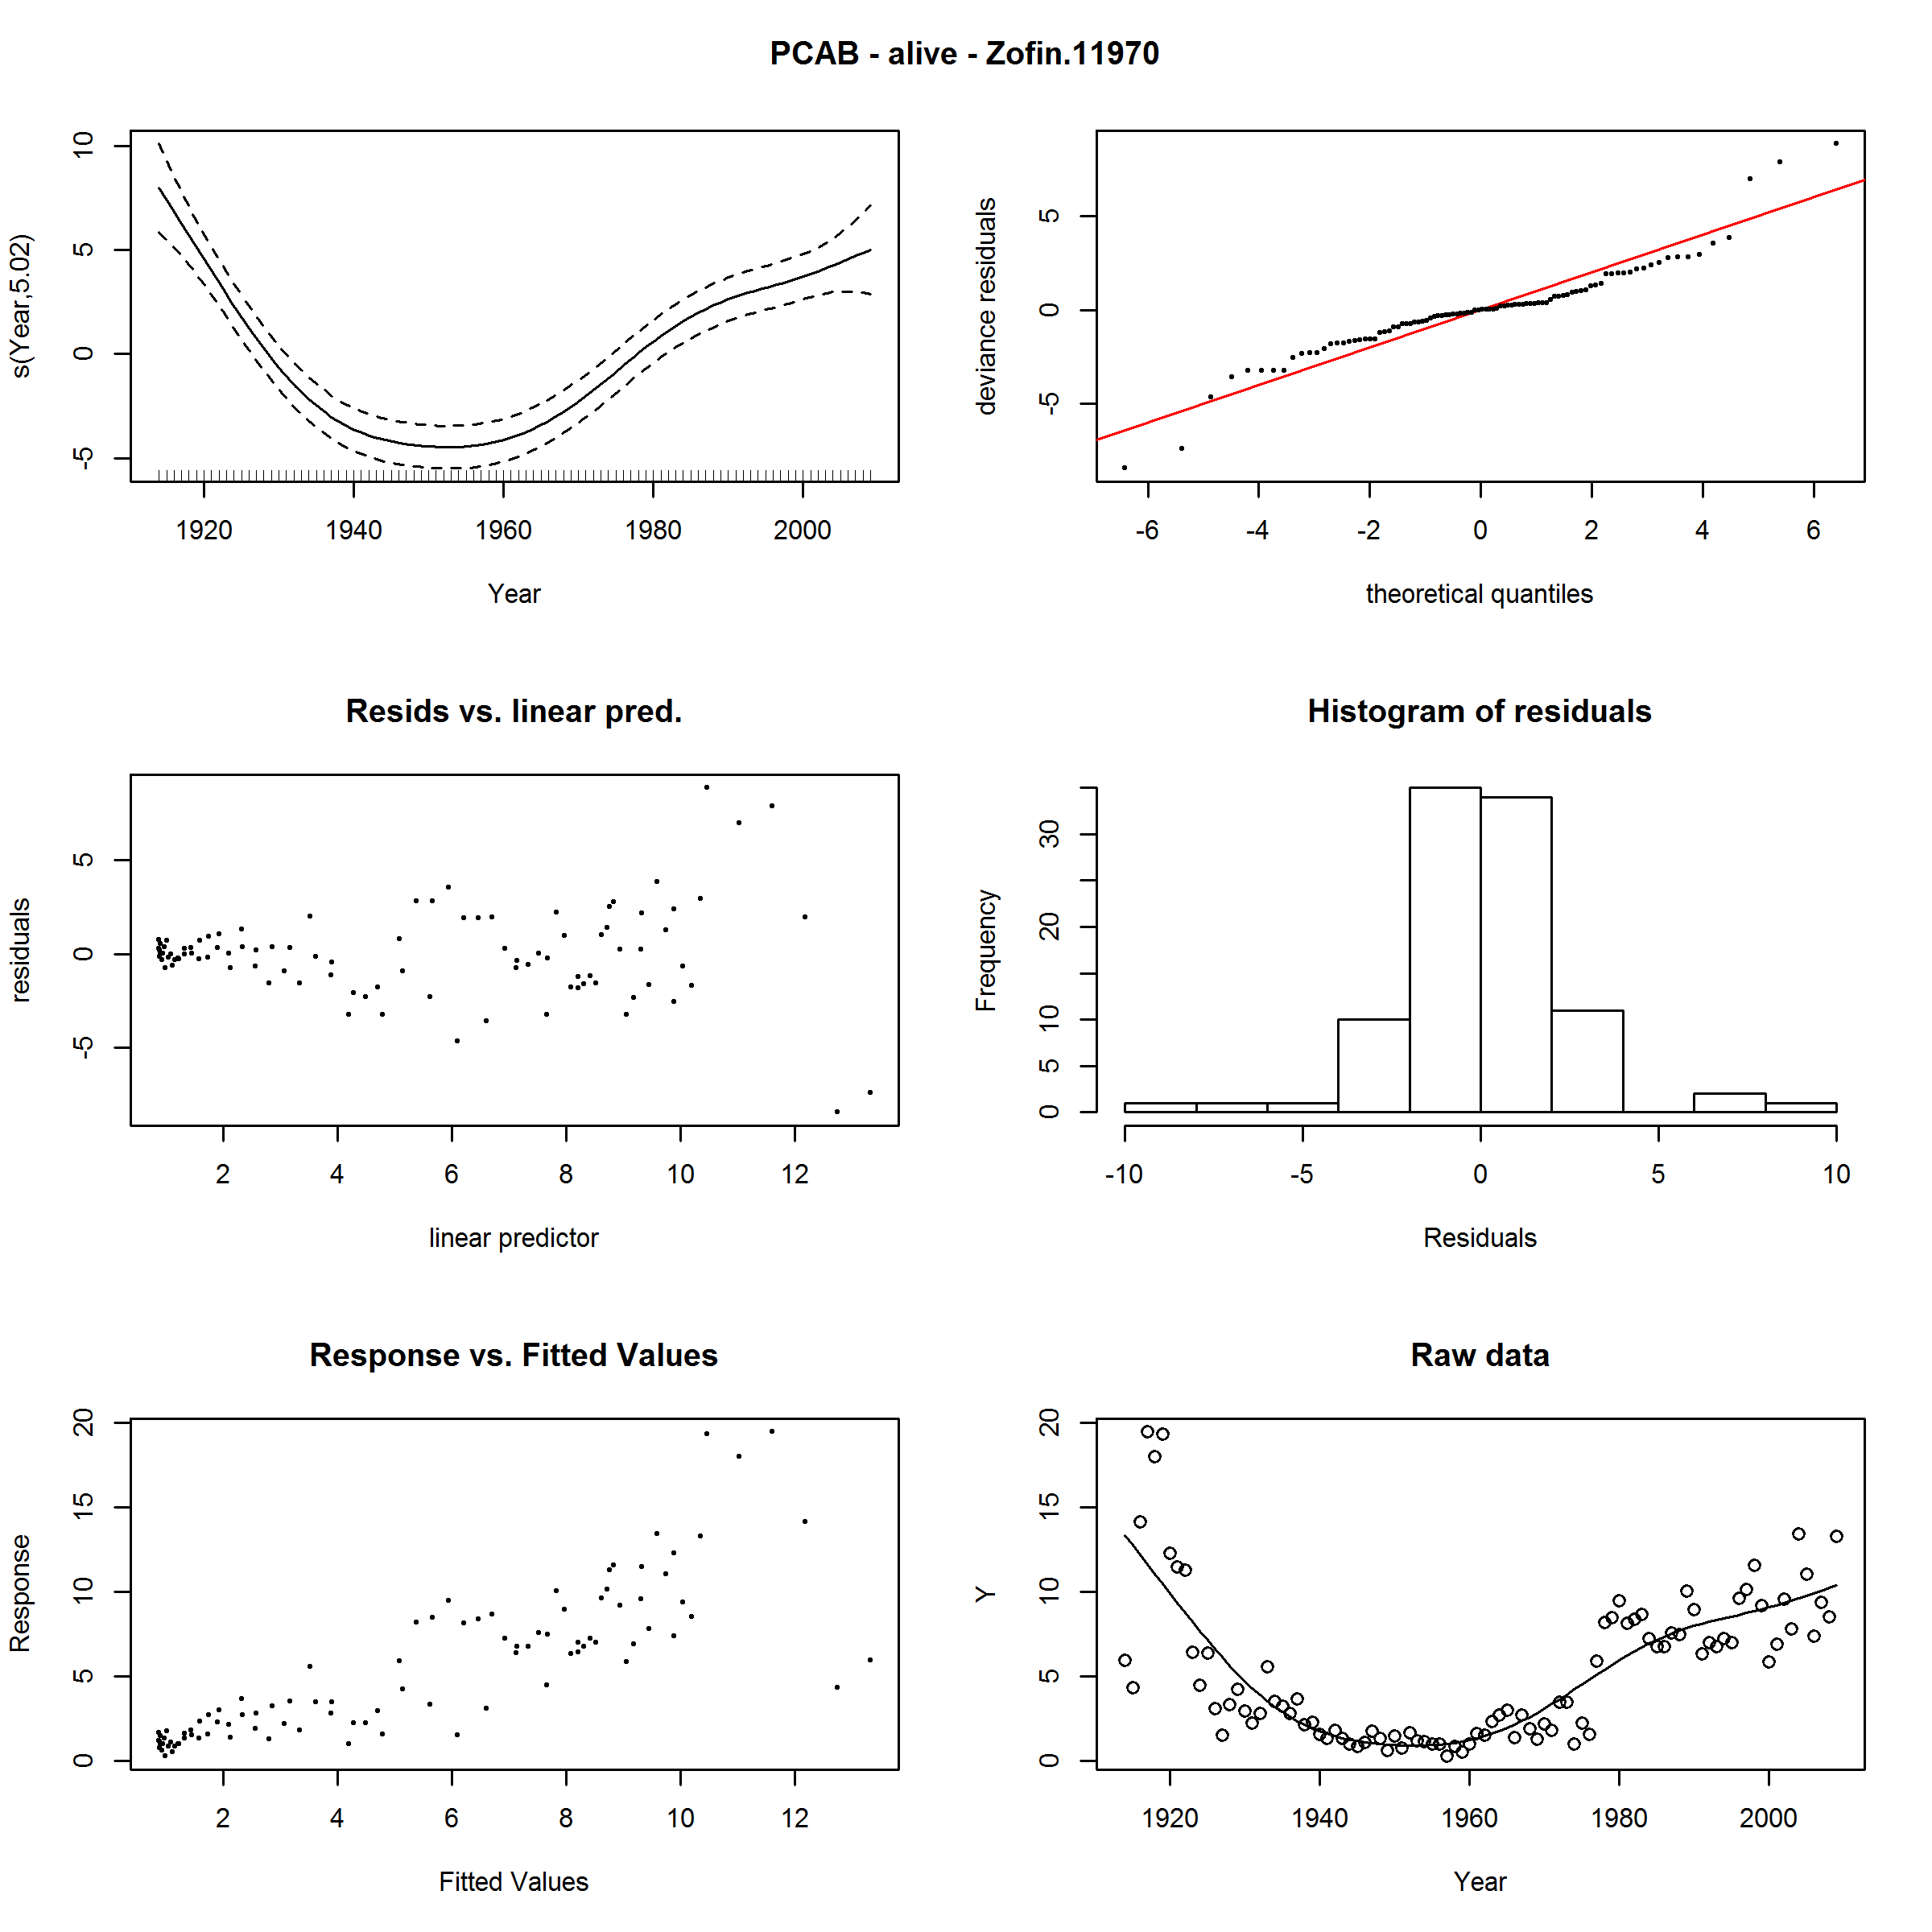 PCAB - alive - Zofin.11970
s(Year,5.02)
10
5
0
-5
1920 1940 1960 1980 2000
Year
deviance residuals
5
0
-5
-6 -4 -2 0 2 4 6
theoretical quantiles
Resids vs. linear pred.
residuals
5
0
-5
2 4 6 8 10 12
linear predictor
Histogram of residuals
Frequency
30
20
10
5
0
-10 -5 0 5 10
Residuals
Response vs. Fitted Values
Response
20
15
10
5
0
2 4 6 8 10 12
Fitted Values
Raw data
Y
20
15
10
5
0
1920 1940 1960 1980 2000
Year